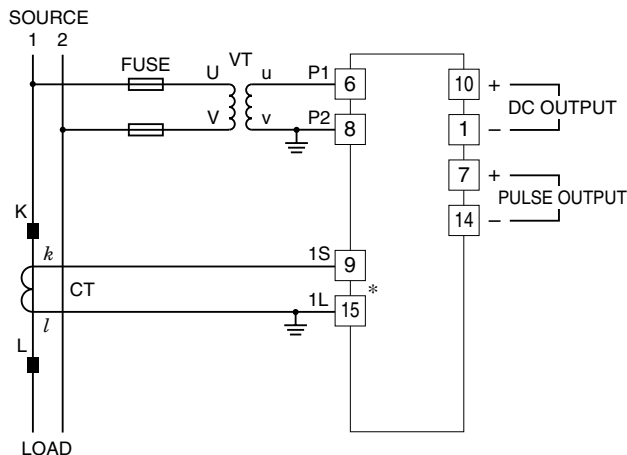 SOURCE
1 2
FUSE
VT
U u P1 6 10 +
DC OUTPUT
V v P2 8 1 –
7 +
PULSE OUTPUT
14 –
K
k 1S 9
CT
*
l 1L 15
L
LOAD